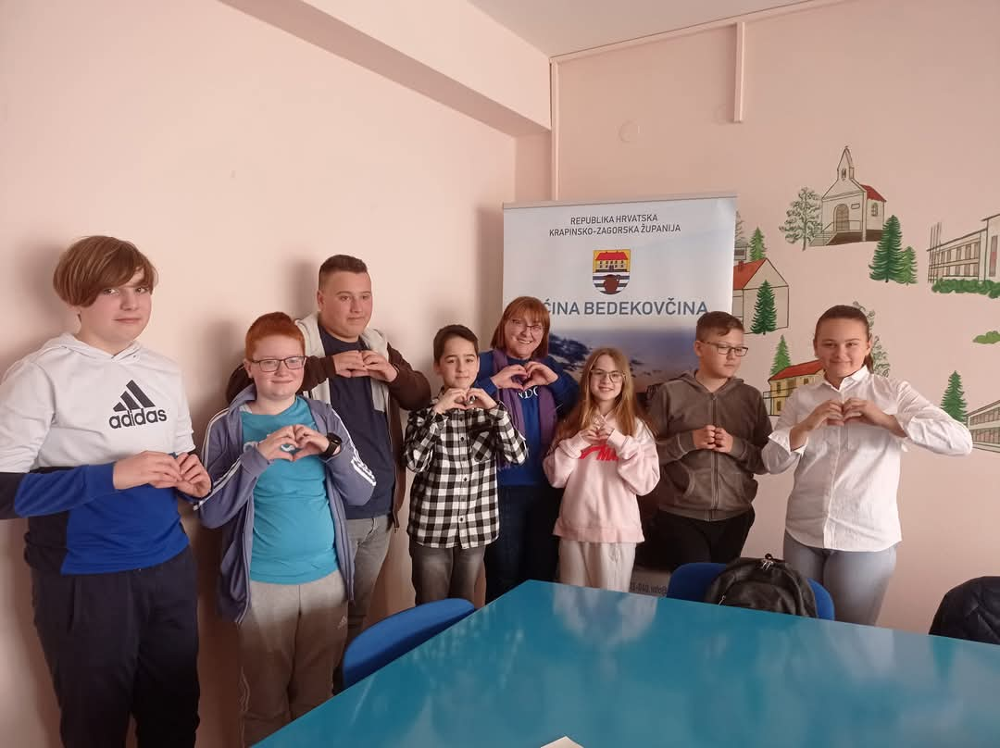 REPUBLIKA HRVATSKA
KRAPINSKO-ZAGORSKA ŽUPANIJA
ĆINA BEDEKOVČINA
adidas